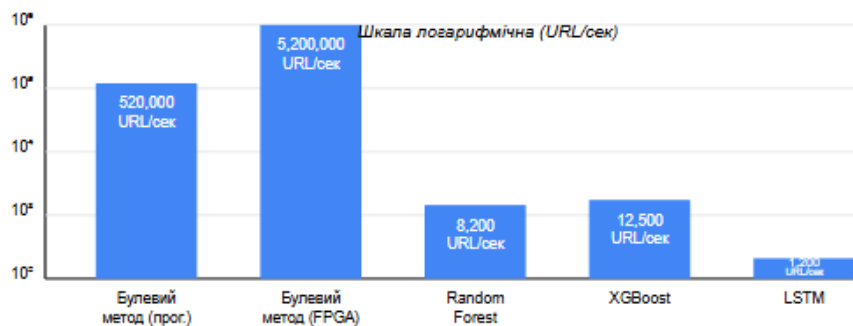 Шкала логарифмічна (URL/сек)
10⁶
10⁵
10⁴
10³
10²
520,000
URL/сек
5,200,000
URL/сек
8,200
URL/сек
12,500
URL/сек
1,200
URL/сек
Булевий
метод (прог.)
Булевий
метод (FPGA)
Random
Forest
XGBoost
LSTM